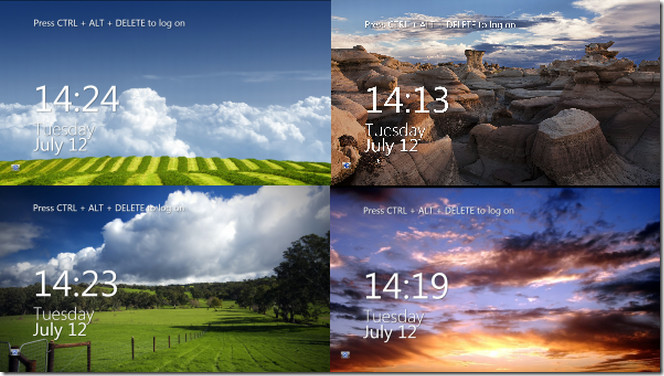 Press CTRL + ALT + DELETE to log on
14:24
Tuesday
July 12
Press CTRL + ALT + DELETE to log on
14:13
Tuesday
July 12
Press CTRL + ALT + DELETE to log on
14:23
Tuesday
July 12
Press CTRL + ALT + DELETE to log on
14:19
Tuesday
July 12